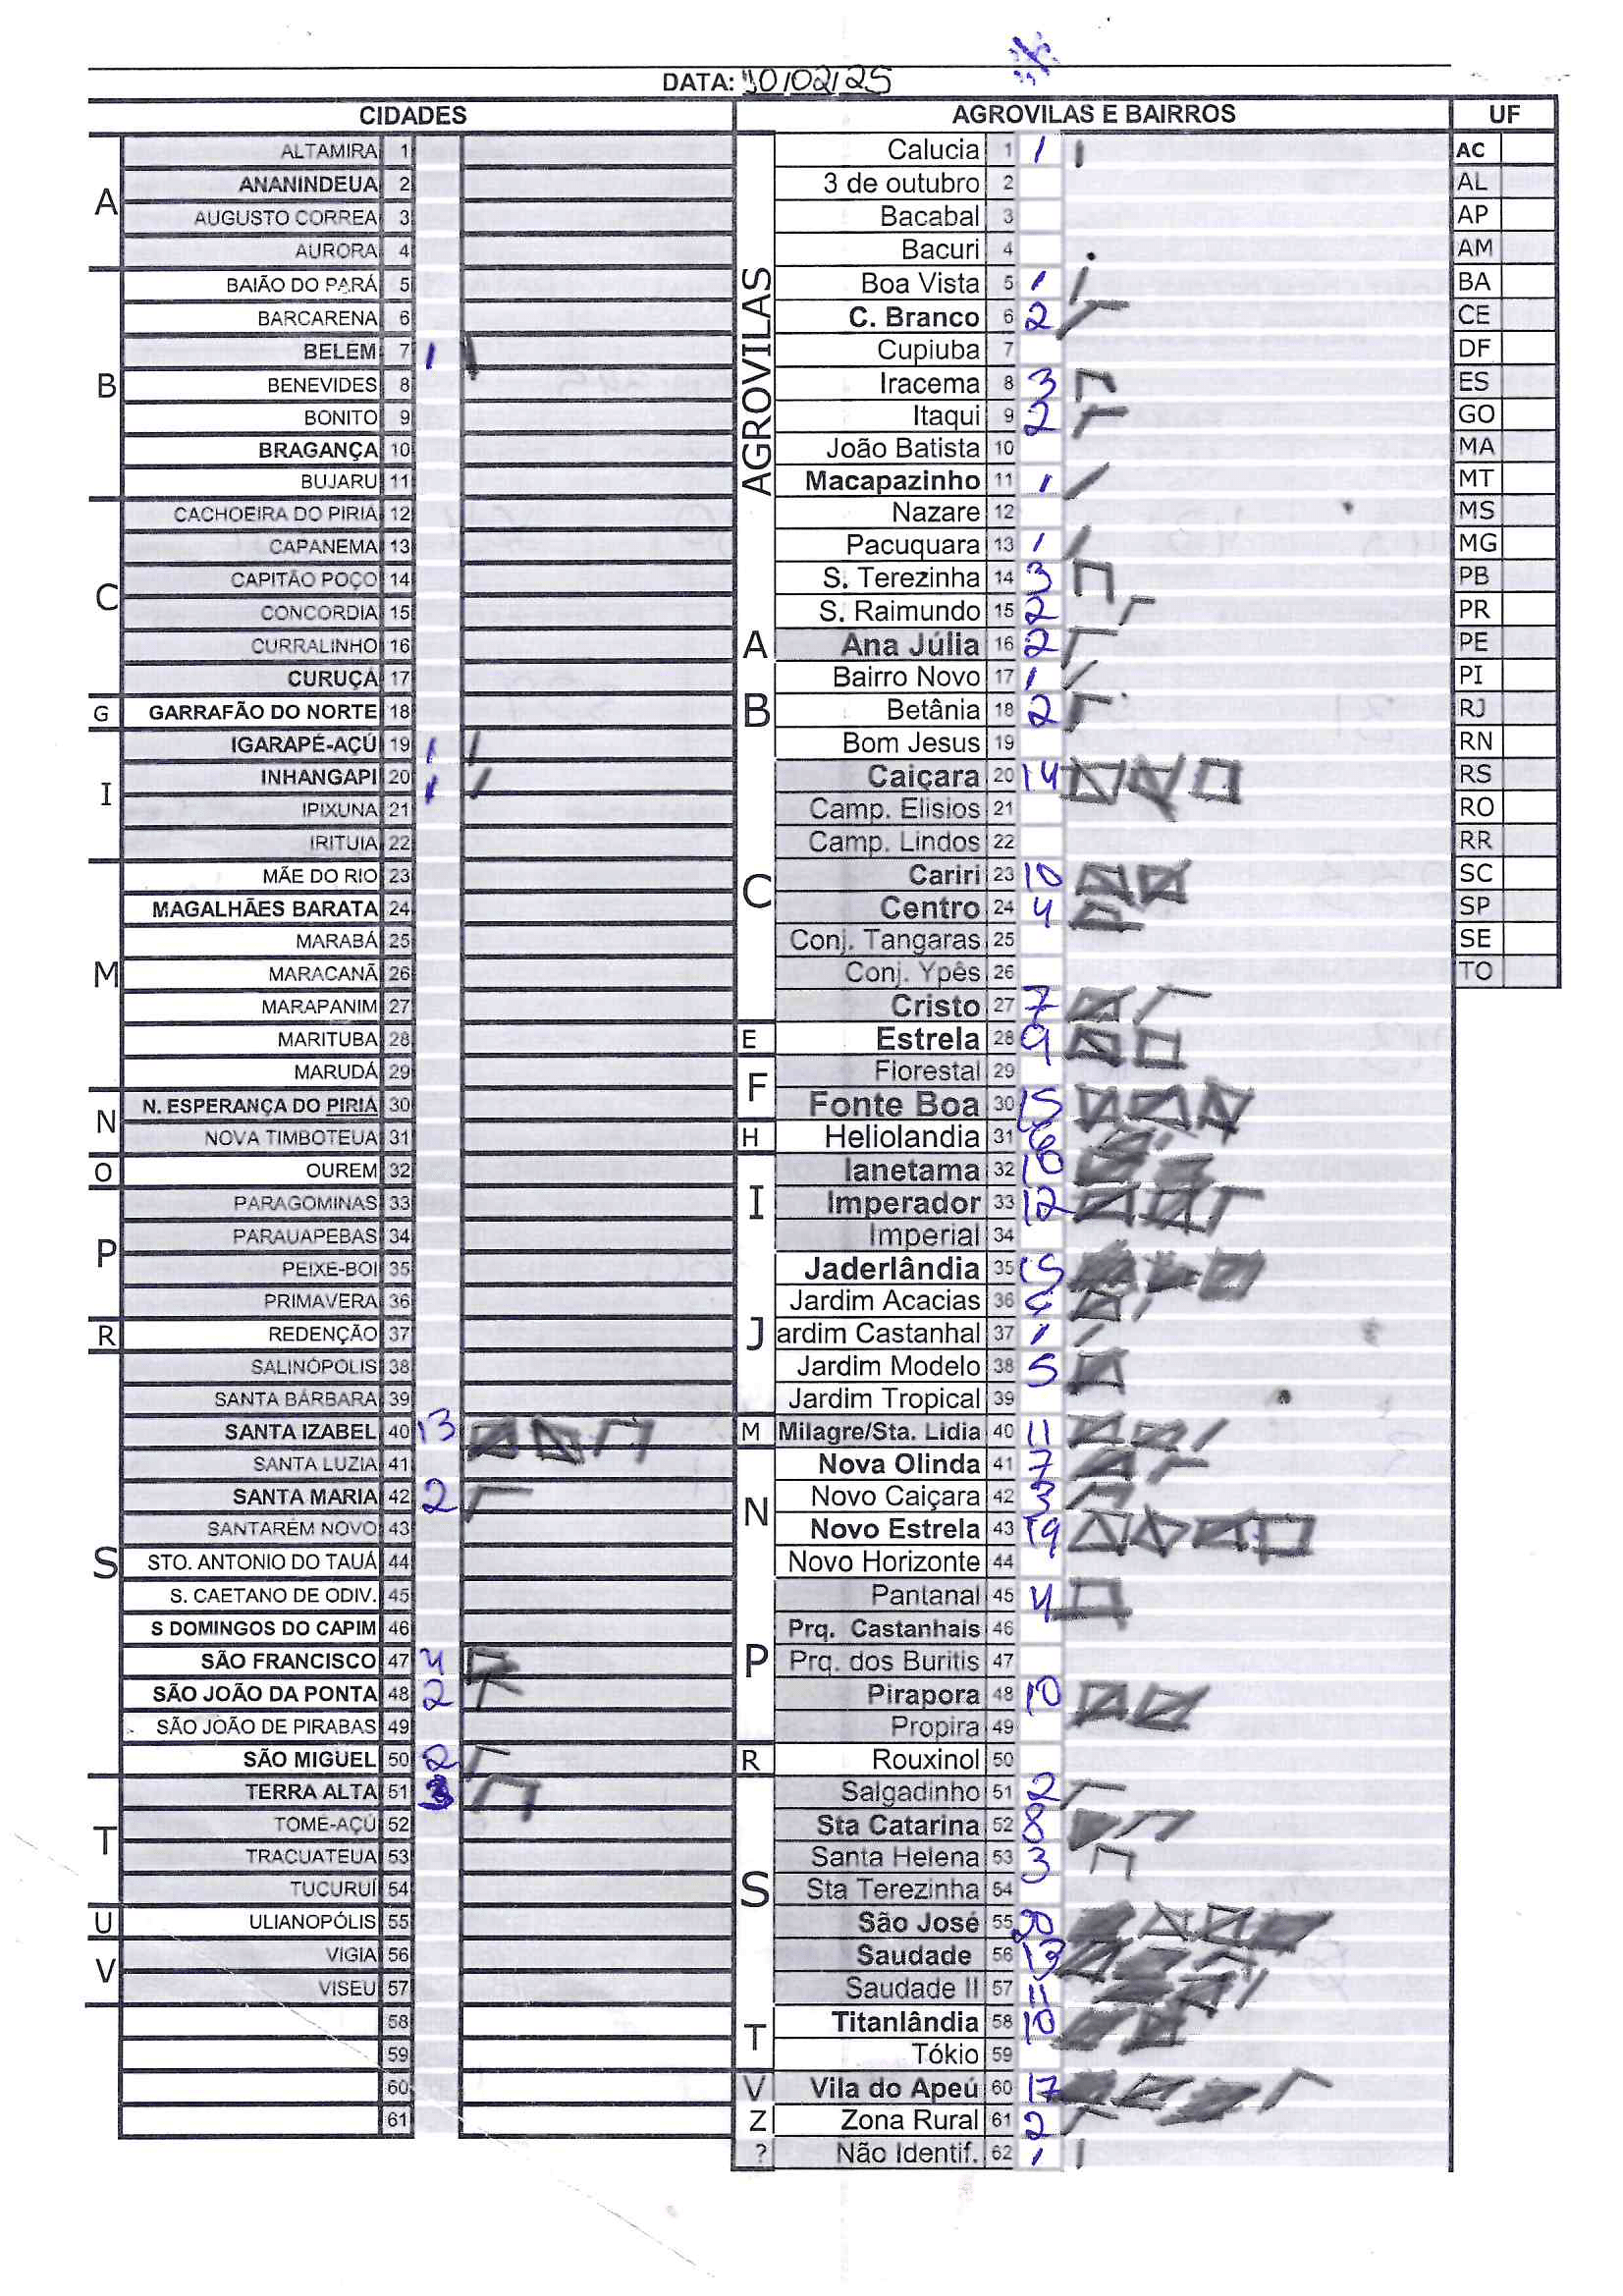 DATA: 10/02/25
CIDADES AGROVILAS E BAIRROS UF
A
ALTAMIRA 1
ANANINDEUA 2
AUGUSTO CORREA 3
AURORA 4
B
BAIÃO DO PARÁ 5
BARCARENA 6
BELÉM 7 1
BENEVIDES 8
BONITO 9
BRAGANÇA 10
BUJARU 11
C
CACHOEIRA DO PIRIÁ 12
CAPANEMA 13
CAPITÃO POÇO 14
CONCORDIA 15
CURRALINHO 16
CURUÇÁ 17
G
GARRAFÃO DO NORTE 18
I
IGARAPÉ-AÇÚ 19 1
INHANGAPI 20 1
IPIXUNA 21
IRITUIA 22
M
MÃE DO RIO 23
MAGALHÃES BARATA 24
MARABÁ 25
MARACANÃ 26
MARAPANIM 27
MARITUBA 28
MARUDÁ 29
N
N. ESPERANÇA DO PIRIÁ 30
NOVA TIMBOTEUA 31
O
OUREM 32
P
PARAGOMINAS 33
PARAUAPEBAS 34
PEIXE-BOI 35
PRIMAVERA 36
R
REDENÇÃO 37
S
SALINÓPOLIS 38
SANTA BÁRBARA 39
SANTA IZABEL 40 13
SANTA LUZIA 41
SANTA MARIA 42 2
SANTARÉM NOVO 43
STO. ANTONIO DO TAUÁ 44
S. CAETANO DE ODIV. 45
S DOMINGOS DO CAPIM 46
SÃO FRANCISCO 47 4
SÃO JOÃO DA PONTA 48 2
SÃO JOÃO DE PIRABAS 49
SÃO MIGUEL 50 2
T
TERRA ALTA 51 3
TOMÉ-AÇÚ 52
TRACUATEUA 53
TUCURUÍ 54
U
ULIANOPÓLIS 55
V
VIGIA 56
VISEU 57
58
59
60
61
AGROVILAS
Calucia 1 1
3 de outubro 2
Bacabal 3
Bacuri 4
Boa Vista 5 1
C. Branco 6 2
Cupiuba 7
Iracema 8 3
Itaqui 9 2
João Batista 10
Macapazinho 11 1
Nazare 12
Pacuquara 13 1
S. Terezinha 14 3
S. Raimundo 15 2
A
Ana Júlia 16 2
B
Bairro Novo 17 1
Betânia 18 2
Bom Jesus 19
C
Caiçara 20 14
Camp. Elisios 21
Camp. Lindos 22
Cariri 23 10
Centro 24 4
Conj. Tangaras 25
Conj. Ypês 26
Cristo 27 7
E
Estrela 28 9
F
Florestal 29
Fonte Boa 30 15
H
Heliolandia 31 6
I
Ianetama 32 10
Imperador 33 12
Imperial 34
J
Jaderlândia 35 15
Jardim Acacias 36 6
ardim Castanhal 37 1
Jardim Modelo 38 5
Jardim Tropical 39
M
Milagre/Sta. Lidia 40 11
N
Nova Olinda 41 7
Novo Caiçara 42 3
Novo Estrela 43 19
Novo Horizonte 44
P
Pantanal 45 4
Prq. Castanhais 46
Prq. dos Buritis 47
Pirapora 48 10
Propira 49
R
Rouxinol 50
S
Salgadinho 51 2
Sta Catarina 52 8
Santa Helena 53 3
Sta Terezinha 54
São José 55 20
Saudade 56 13
Saudade II 57 11
T
Titanlândia 58 10
Tókio 59
V
Vila do Apeú 60 17
Z
Zona Rural 61 2
?
Não Identif. 62 1
AC
AL
AP
AM
BA
CE
DF
ES
GO
MA
MT
MS
MG
PB
PR
PE
PI
RJ
RN
RS
RO
RR
SC
SP
SE
TO